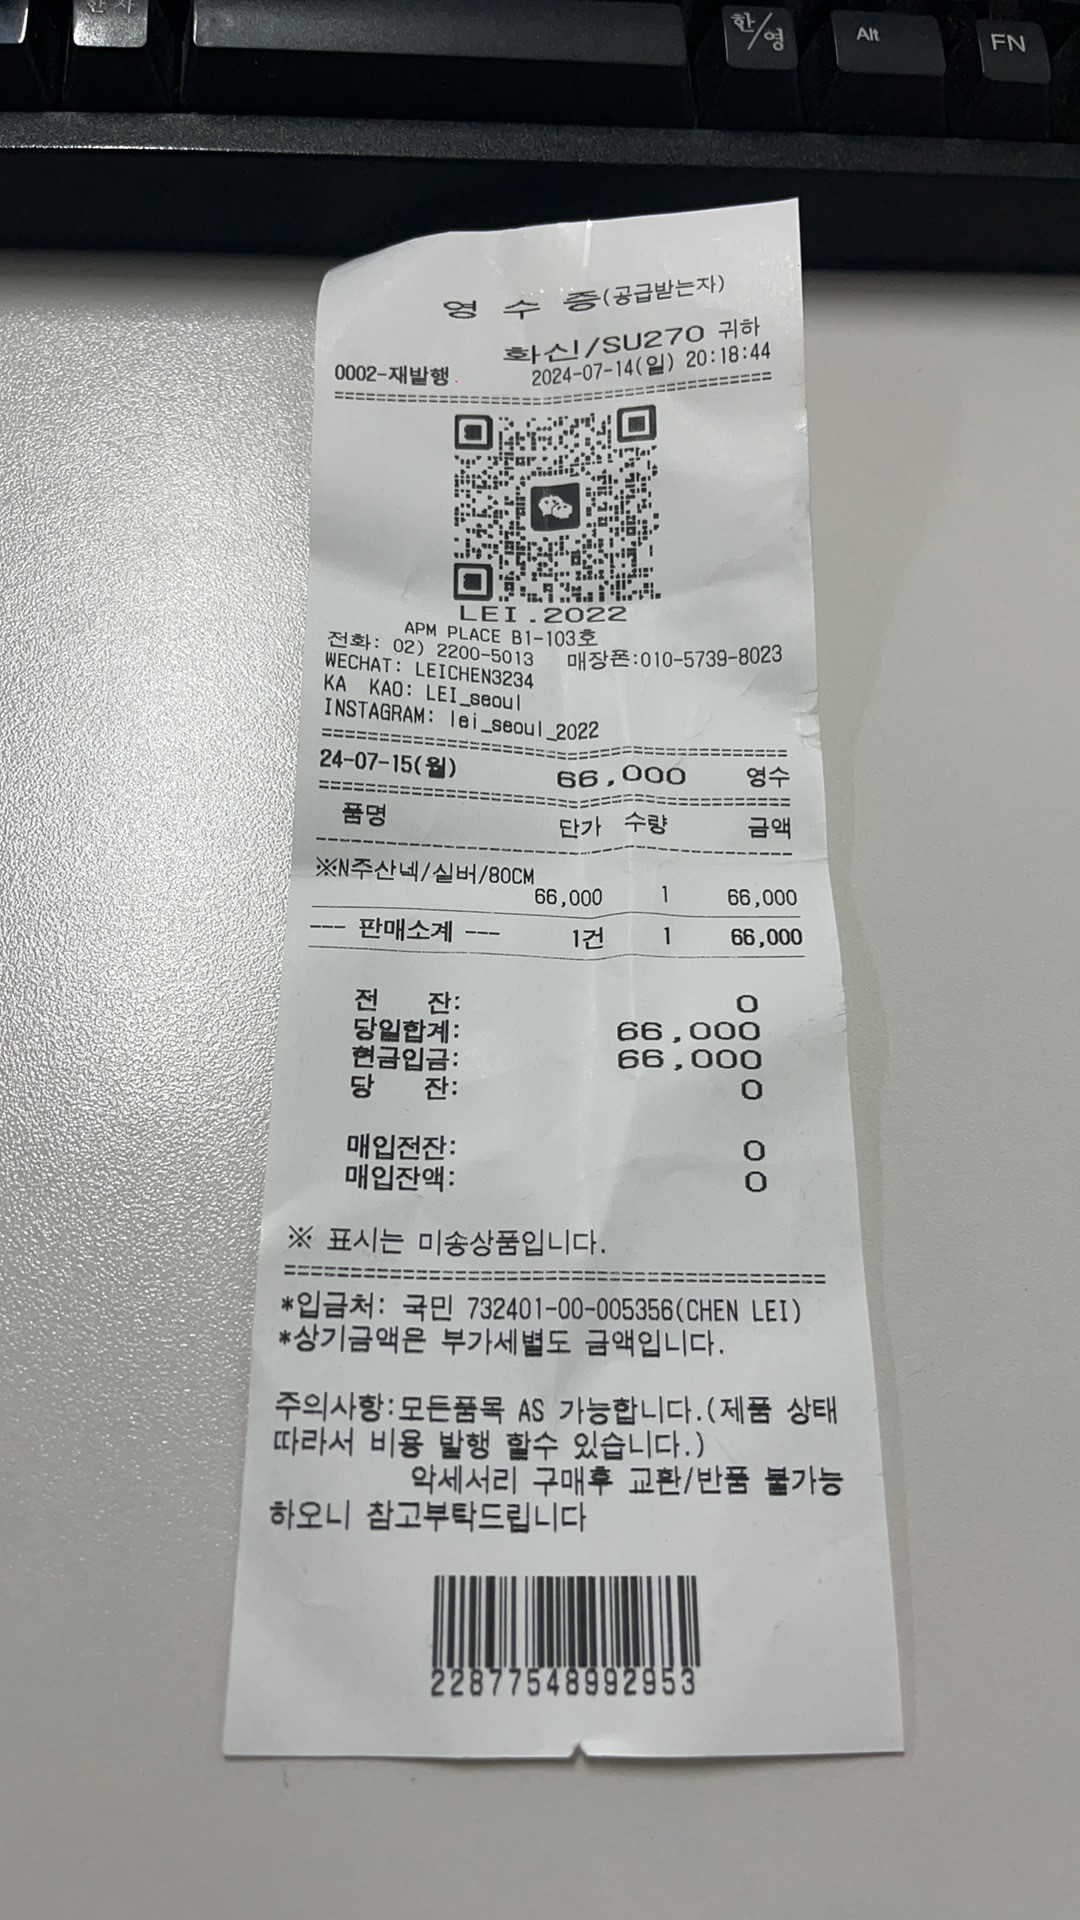 한자
한/영
Alt
FN
영 수 증(공급받는자)
화신/SU270 귀하
0002-재발행 2024-07-14(일) 20:18:44
================================================
LEI.2022
APM PLACE B1-103호
전화: 02) 2200-5013 매장폰:010-5739-8023
WECHAT: LEICHEN3234
KA KAO: LEI_seoul
INSTAGRAM: lei_seoul_2022
================================================
24-07-15(월) 66,000 영수
================================================
품명 단가 수량 금액
------------------------------------------------
※N주산넥/실버/80CM
66,000 1 66,000
--- 판매소계 --- 1건 1 66,000
전 잔: 0
당일합계: 66,000
현금입금: 66,000
당 잔: 0
매입전잔: 0
매입잔액: 0
※ 표시는 미송상품입니다.
================================================
*입금처: 국민 732401-00-005356(CHEN LEI)
*상기금액은 부가세별도 금액입니다.
주의사항:모든품목 AS 가능합니다.(제품 상태
따라서 비용 발행 할수 있습니다.)
악세서리 구매후 교환/반품 불가능
하오니 참고부탁드립니다
22877548992953